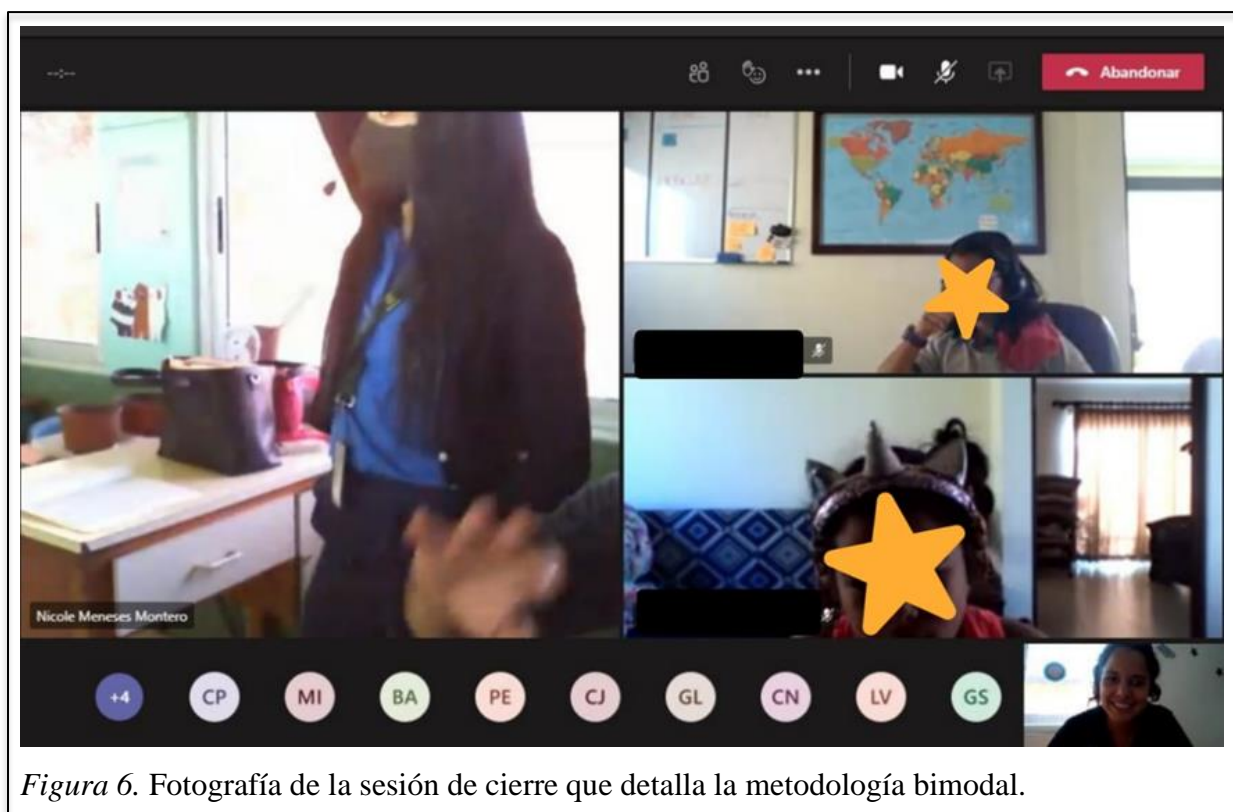 --:--
Abandonar
Nicole Meneses Montero
+4
CP
MI
BA
PE
CJ
GL
CN
LV
GS
Figura 6. Fotografía de la sesión de cierre que detalla la metodología bimodal.